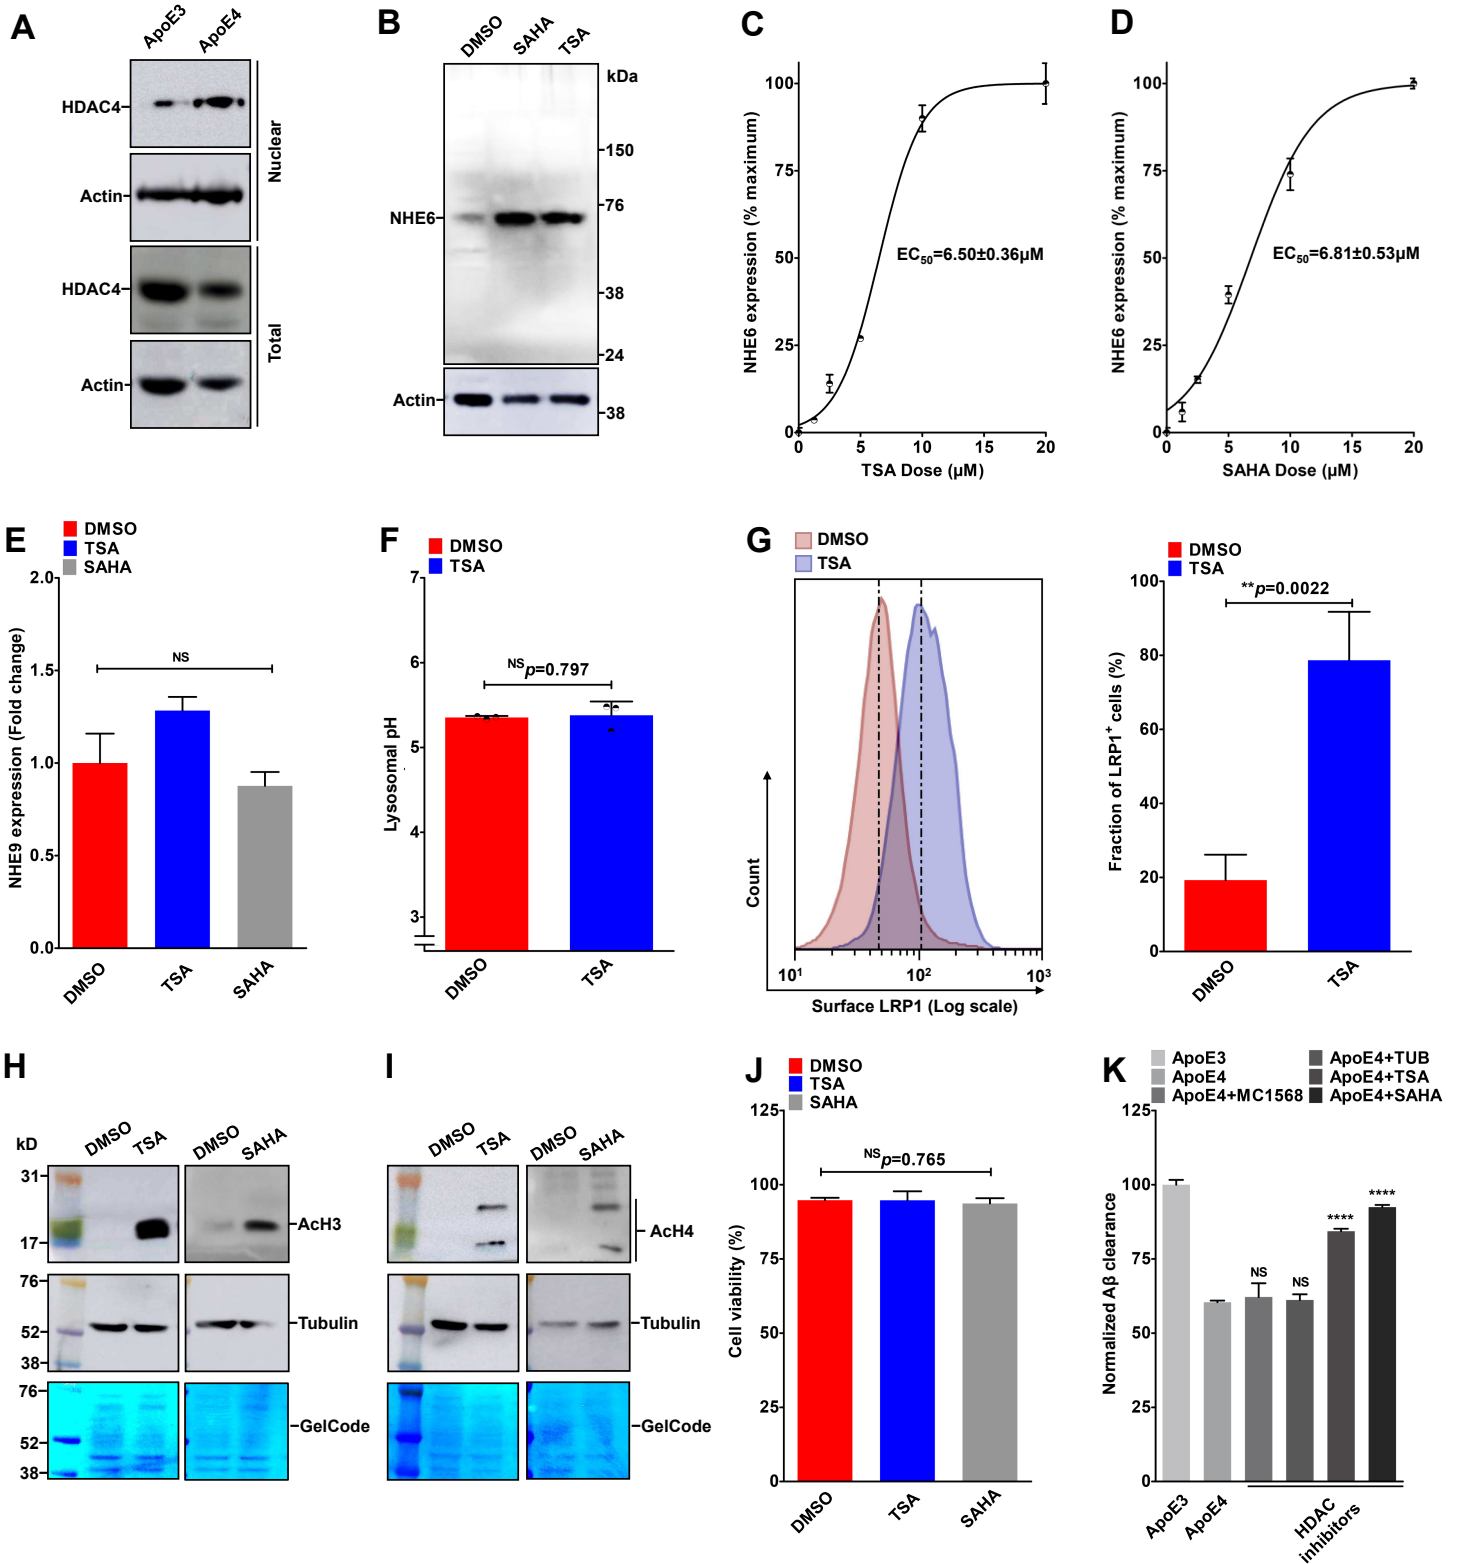 A
ApoE3
ApoE4
HDAC4
Actin
Nuclear
HDAC4
Actin
Total
B
DMSO
SAHA
TSA
kDa
150
NHE6
76
38
24
Actin
38
C
NHE6 expression (% maximum)
100
75
50
25
0
EC50=6.50±0.36µM
0 5 10 15 20
TSA Dose (µM)
D
NHE6 expression (% maximum)
100
75
50
25
0
EC50=6.81±0.53µM
0 5 10 15 20
SAHA Dose (µM)
E
DMSO
TSA
SAHA
NHE9 expression (Fold change)
2.0
1.5
1.0
0.5
0.0
NS
DMSO
TSA
SAHA
F
DMSO
TSA
Lysosomal pH
7
6
5
4
3
NSp=0.797
DMSO
TSA
G
DMSO
TSA
Count
10¹ 10² 10³
Surface LRP1 (Log scale)
DMSO
TSA
Fraction of LRP1⁺ cells (%)
100
80
60
40
20
0
**p=0.0022
DMSO
TSA
H
kD
DMSO
TSA
DMSO
SAHA
31
17
AcH3
76
52
38
Tubulin
76
52
38
GelCode
I
DMSO
TSA
DMSO
SAHA
AcH4
Tubulin
GelCode
J
DMSO
TSA
SAHA
Cell viability (%)
125
100
75
50
25
0
NSp=0.765
DMSO
TSA
SAHA
K
ApoE3
ApoE4
ApoE4+MC1568
ApoE4+TUB
ApoE4+TSA
ApoE4+SAHA
Normalized Aβ clearance
125
100
75
50
25
0
NS
NS
****
****
ApoE3
ApoE4
HDAC
inhibitors